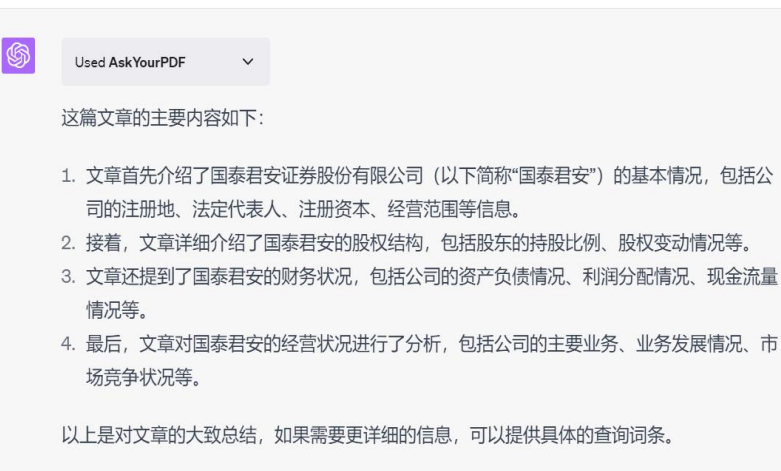 Used AskYourPDF
这篇文章的主要内容如下：
1. 文章首先介绍了国泰君安证券股份有限公司（以下简称“国泰君安”）的基本情况，包括公
司的注册地、法定代表人、注册资本、经营范围等信息。
2. 接着，文章详细介绍了国泰君安的股权结构，包括股东的持股比例、股权变动情况等。
3. 文章还提到了国泰君安的财务状况，包括公司的资产负债情况、利润分配情况、现金流量
情况等。
4. 最后，文章对国泰君安的经营状况进行了分析，包括公司的主要业务、业务发展情况、市
场竞争状况等。
以上是对文章的大致总结，如果需要更详细的信息，可以提供具体的查询词条。